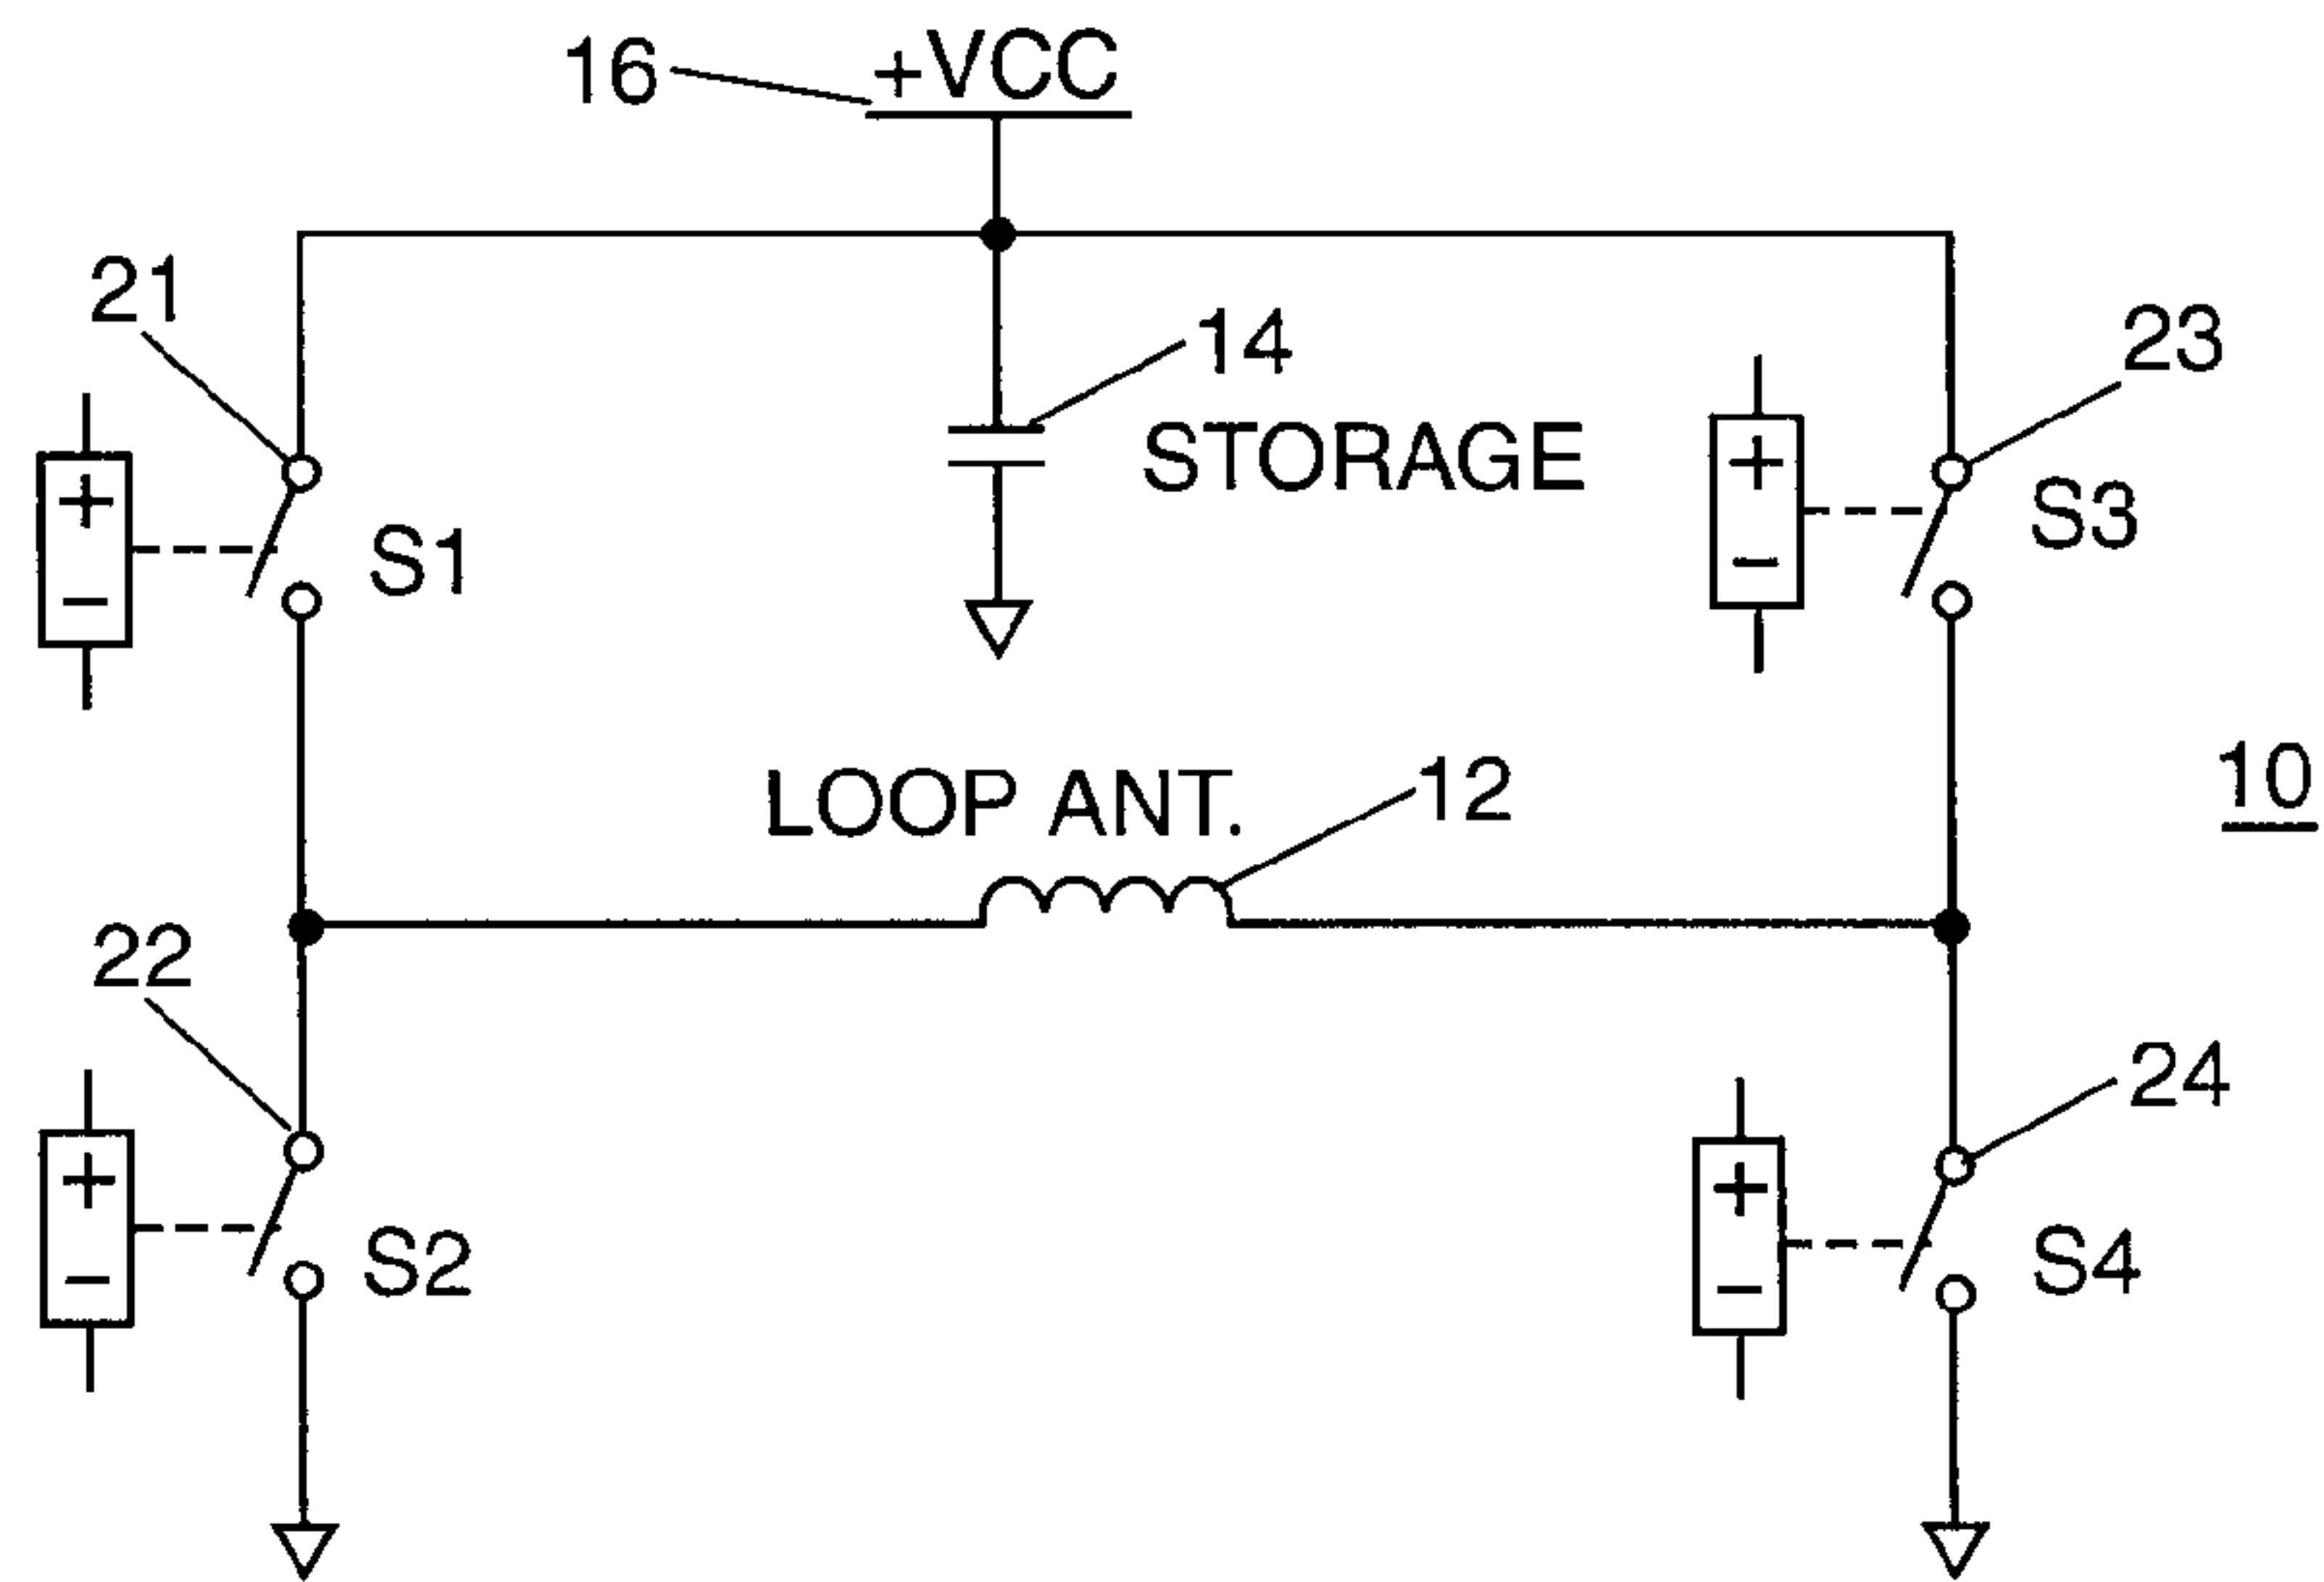 16
+VCC
21
14
23
+
STORAGE
+
S1
S3
−
−
LOOP ANT.
12
10
22
24
+
+
S2
S4
−
−